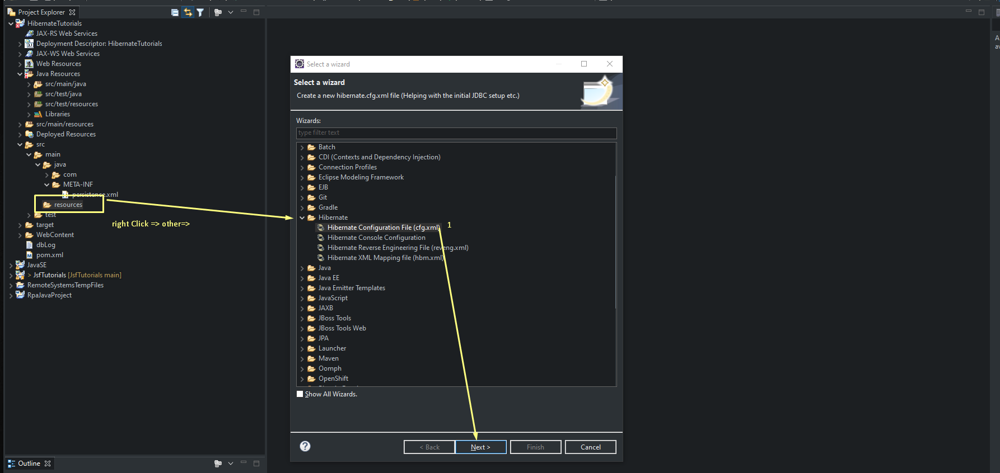 Project Explorer
HibernateTutorials
JAX-RS Web Services
Deployment Descriptor: HibernateTutorials
JAX-WS Web Services
Web Resources
Java Resources
src/main/java
src/test/java
src/test/resources
Libraries
src/main/resources
Deployed Resources
src
main
java
com
META-INF
persistence.xml
resources
test
target
WebContent
dbLog
pom.xml
JavaSE
> JsfTutorials [JsfTutorials main]
RemoteSystemsTempFiles
RpaJavaProject
right Click => other=>
Outline
Select a wizard
Select a wizard
Create a new hibernate.cfg.xml file (Helping with the initial JDBC setup etc.)
Wizards:
type filter text
Batch
CDI (Contexts and Dependency Injection)
Connection Profiles
Eclipse Modeling Framework
EJB
Git
Gradle
Hibernate
Hibernate Configuration File (cfg.xml) 1
Hibernate Console Configuration
Hibernate Reverse Engineering File (reveng.xml)
Hibernate XML Mapping file (hbm.xml)
Java
Java EE
Java Emitter Templates
JavaScript
JAXB
JBoss Tools
JBoss Tools Web
JPA
Launcher
Maven
Oomph
OpenShift
Show All Wizards.
< Back
Next >
Finish
Cancel
A
av